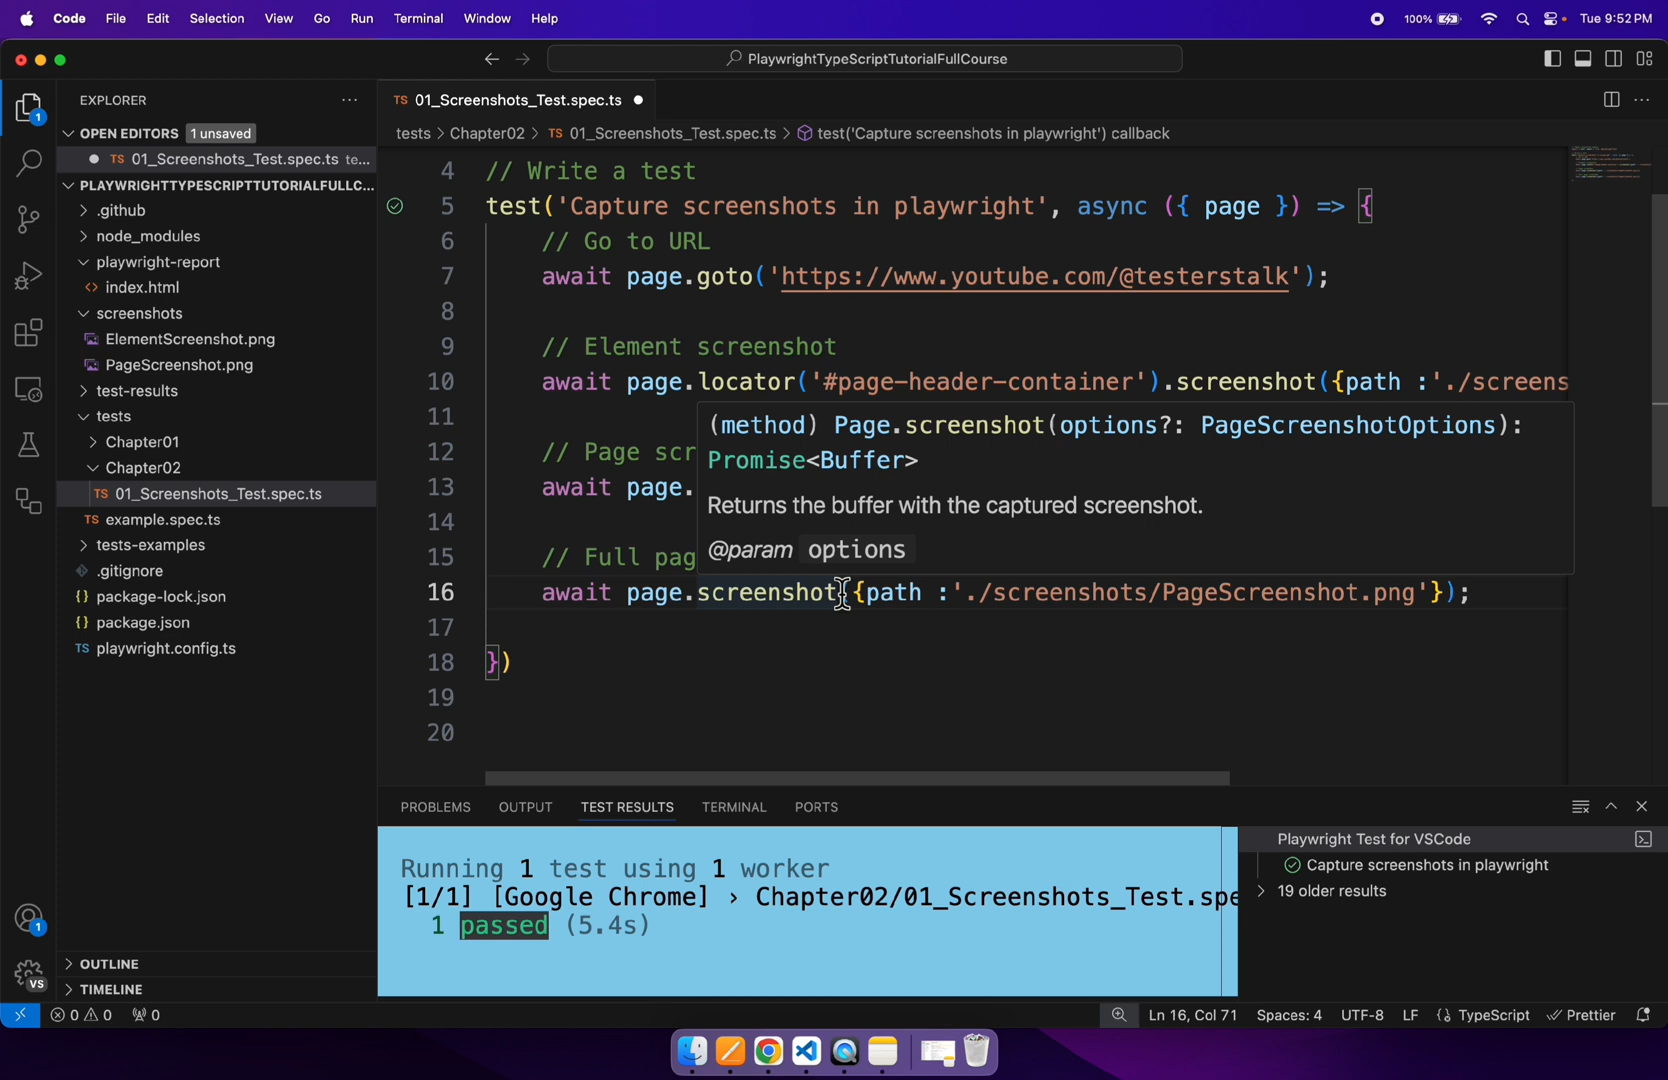 Code File Edit Selection View Go Run Terminal Window Help
100% Tue 9:52 PM
PlaywrightTypeScriptTutorialFullCourse
EXPLORER
OPEN EDITORS 1 unsaved
TS 01_Screenshots_Test.spec.ts te...
PLAYWRIGHTTYPESCRIPTTUTORIALFULLC...
.github
node_modules
playwright-report
<> index.html
screenshots
ElementScreenshot.png
PageScreenshot.png
test-results
tests
Chapter01
Chapter02
TS 01_Screenshots_Test.spec.ts
TS example.spec.ts
tests-examples
.gitignore
{} package-lock.json
{} package.json
TS playwright.config.ts
OUTLINE
TIMELINE
1
1
VS
TS 01_Screenshots_Test.spec.ts
tests > Chapter02 > TS 01_Screenshots_Test.spec.ts > test('Capture screenshots in playwright') callback
4 // Write a test
5 test('Capture screenshots in playwright', async ({ page }) => {
6 // Go to URL
7 await page.goto('https://www.youtube.com/@testerstalk');
8
9 // Element screenshot
10 await page.locator('#page-header-container').screenshot({path :'./screens
11
12 // Page scr
13 await page.
14
15 // Full pag
16 await page.screenshot({path :'./screenshots/PageScreenshot.png'});
17
18 })
19
20
(method) Page.screenshot(options?: PageScreenshotOptions):
Promise<Buffer>
Returns the buffer with the captured screenshot.
@param options
PROBLEMS OUTPUT TEST RESULTS TERMINAL PORTS
Running 1 test using 1 worker
[1/1] [Google Chrome] › Chapter02/01_Screenshots_Test.spe
1 passed (5.4s)
Playwright Test for VSCode
Capture screenshots in playwright
19 older results
0 0 0
Ln 16, Col 71 Spaces: 4 UTF-8 LF {} TypeScript Prettier